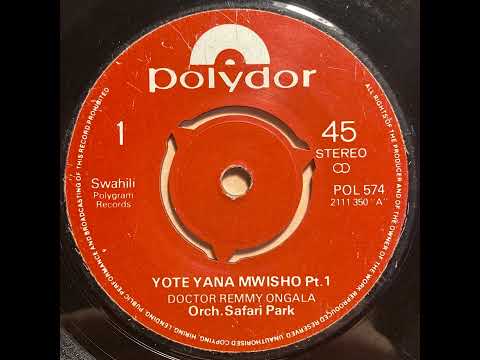 polydor
1
45
STEREO
Swahili
Polygram
Records
POL 574
2111 350 "A"
YOTE YANA MWISHO Pt.1
DOCTOR REMMY ONGALA
Orch. Safari Park
ALL RIGHTS OF THE PRODUCER AND OF THE OWNER OF THE WORK REPRODUCED RESERVED. UNAUTHORISED COPYING, HIRING, LENDING, PUBLIC PERFORMANCE AND BROADCASTING OF THIS RECORD PROHIBITED